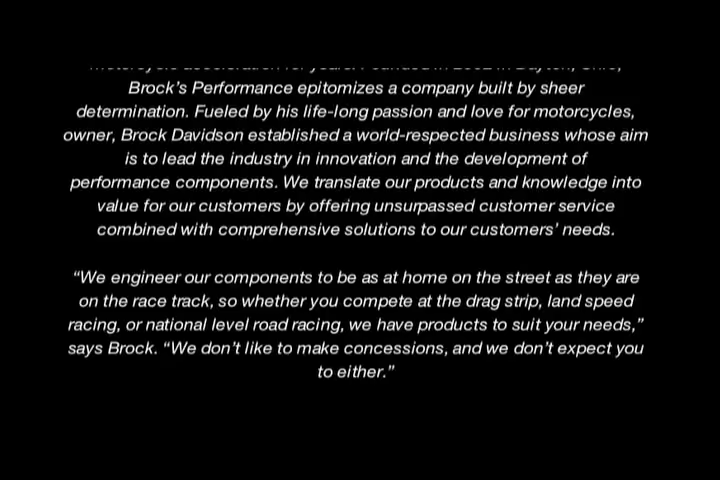 Brock's Performance epitomizes a company built by sheer
determination. Fueled by his life-long passion and love for motorcycles,
owner, Brock Davidson established a world-respected business whose aim
is to lead the industry in innovation and the development of
performance components. We translate our products and knowledge into
value for our customers by offering unsurpassed customer service
combined with comprehensive solutions to our customers' needs.
“We engineer our components to be as at home on the street as they are
on the race track, so whether you compete at the drag strip, land speed
racing, or national level road racing, we have products to suit your needs,”
says Brock. “We don't like to make concessions, and we don't expect you
to either.”